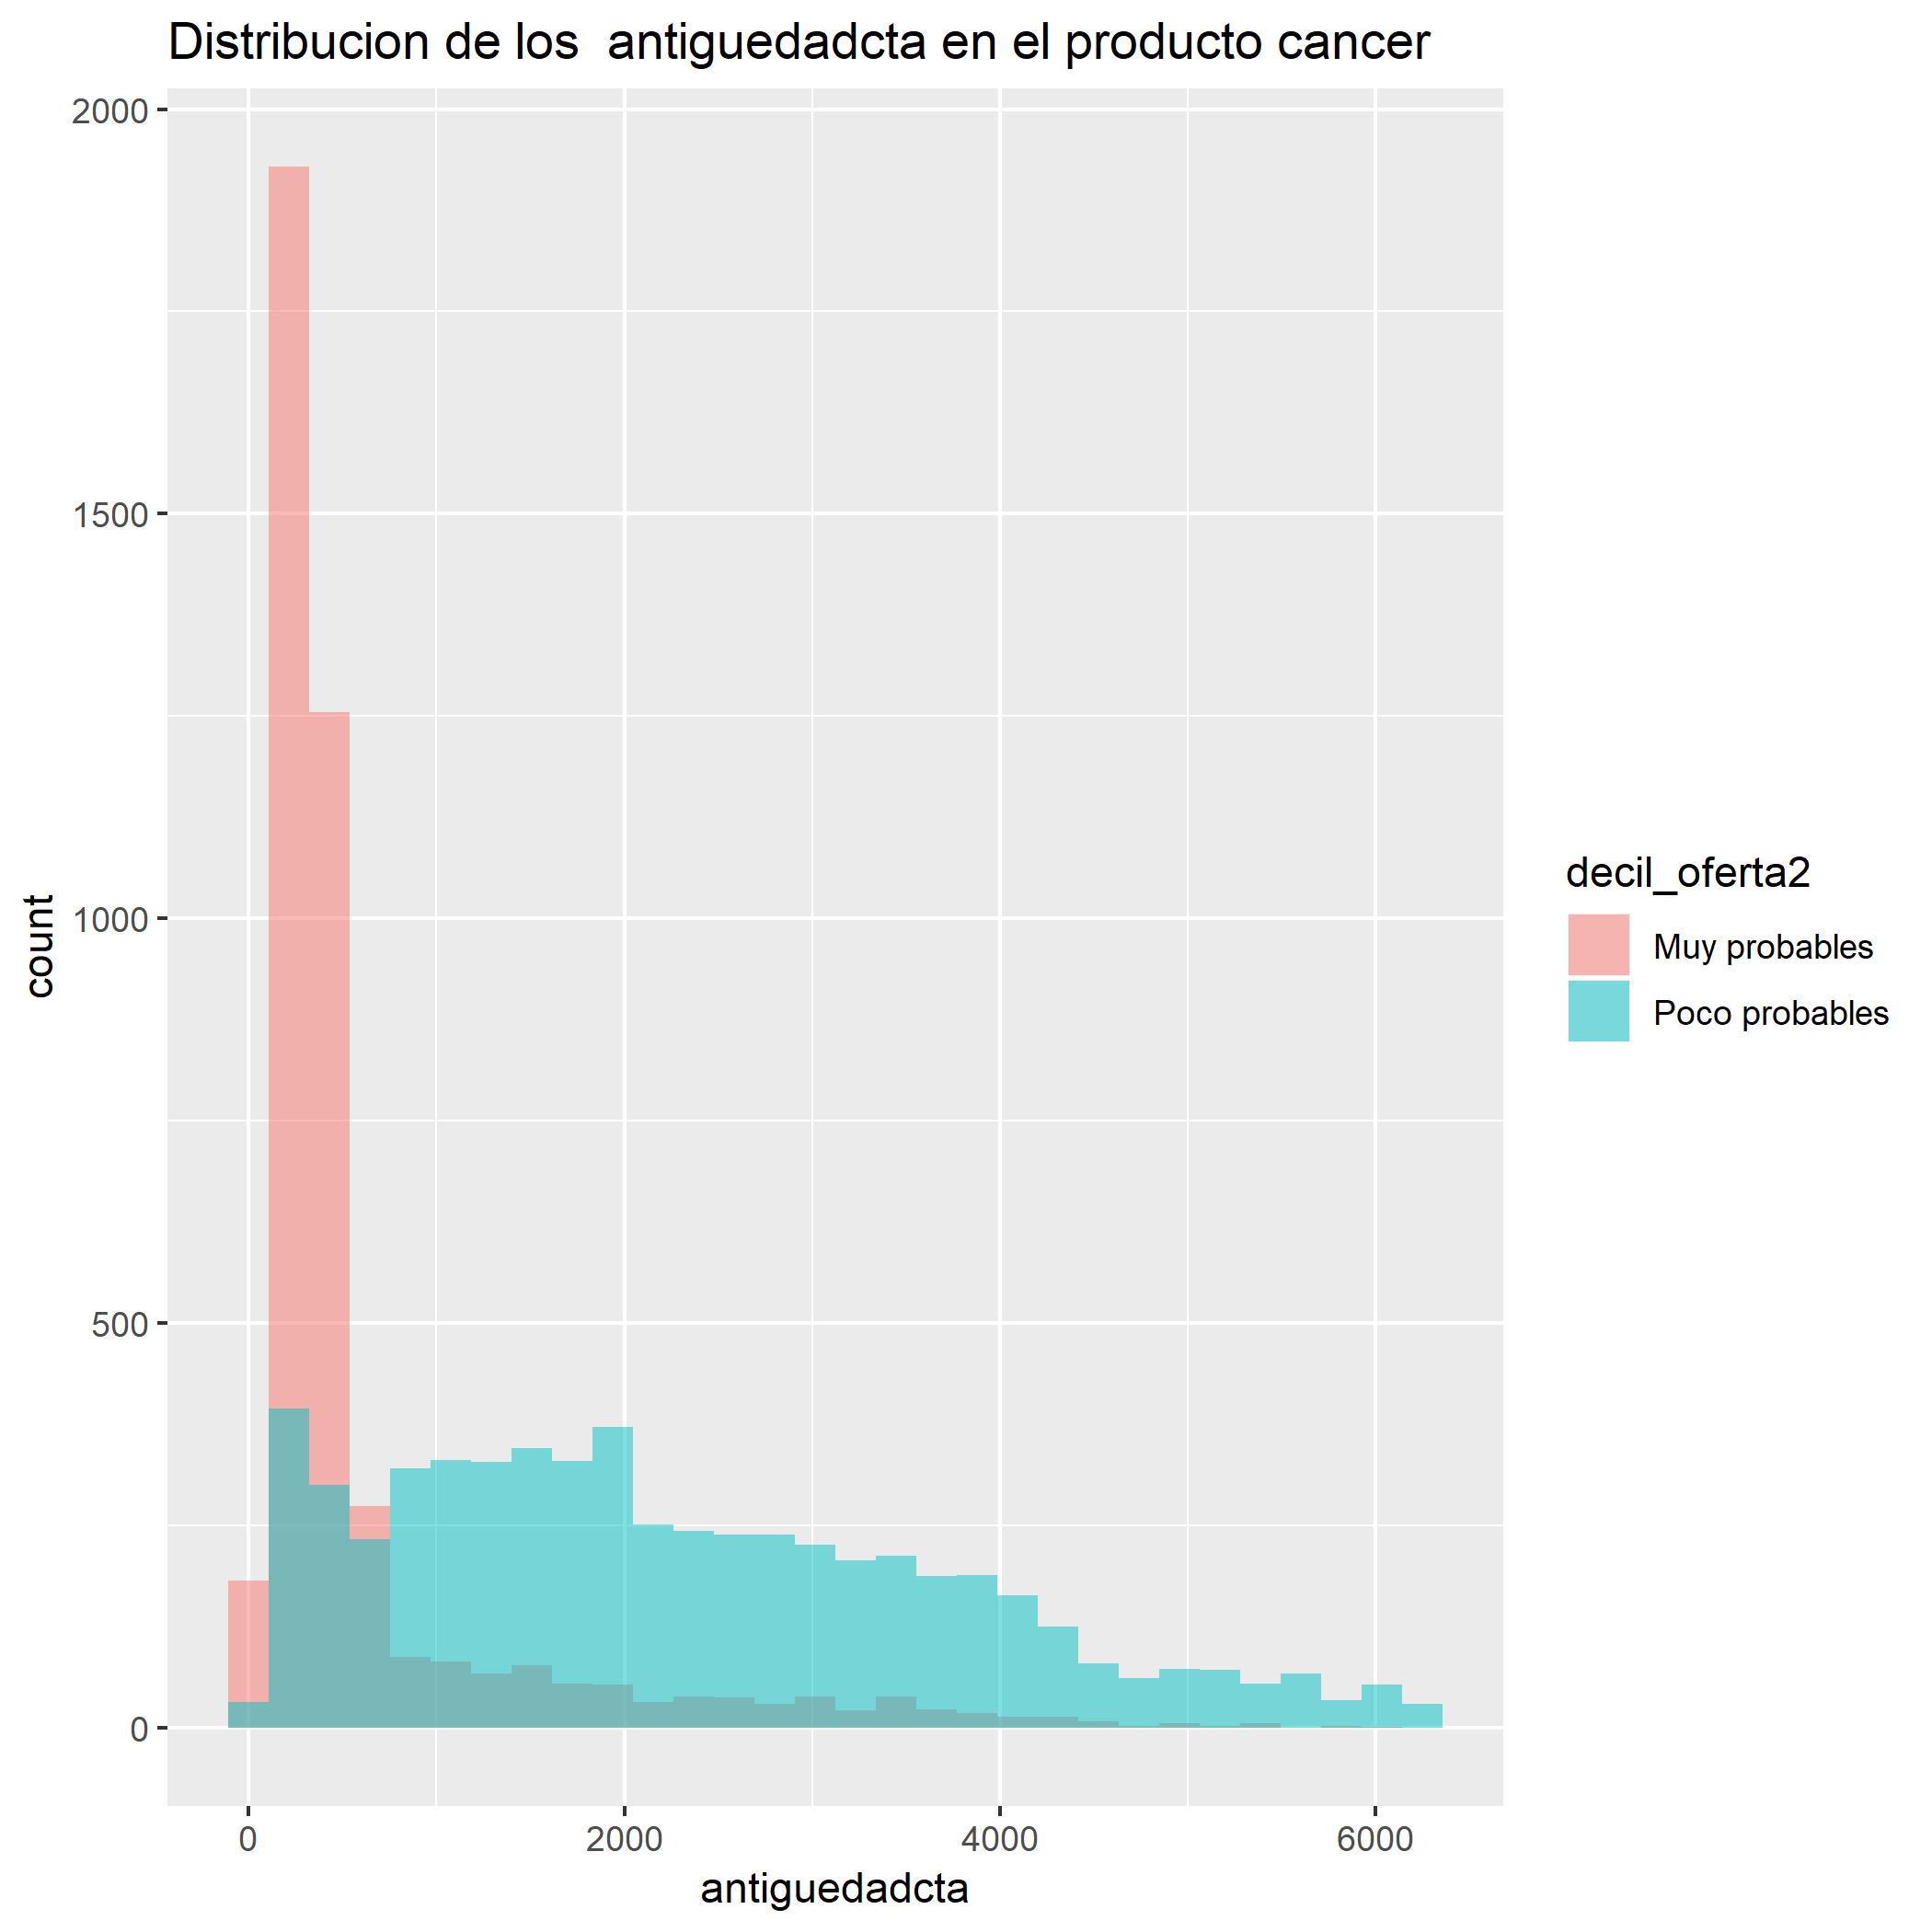 Distribucion de los  antiguedadcta en el producto cancer
2000
1500
1000
500
0
count
0 2000 4000 6000
antiguedadcta
decil_oferta2
Muy probables
Poco probables